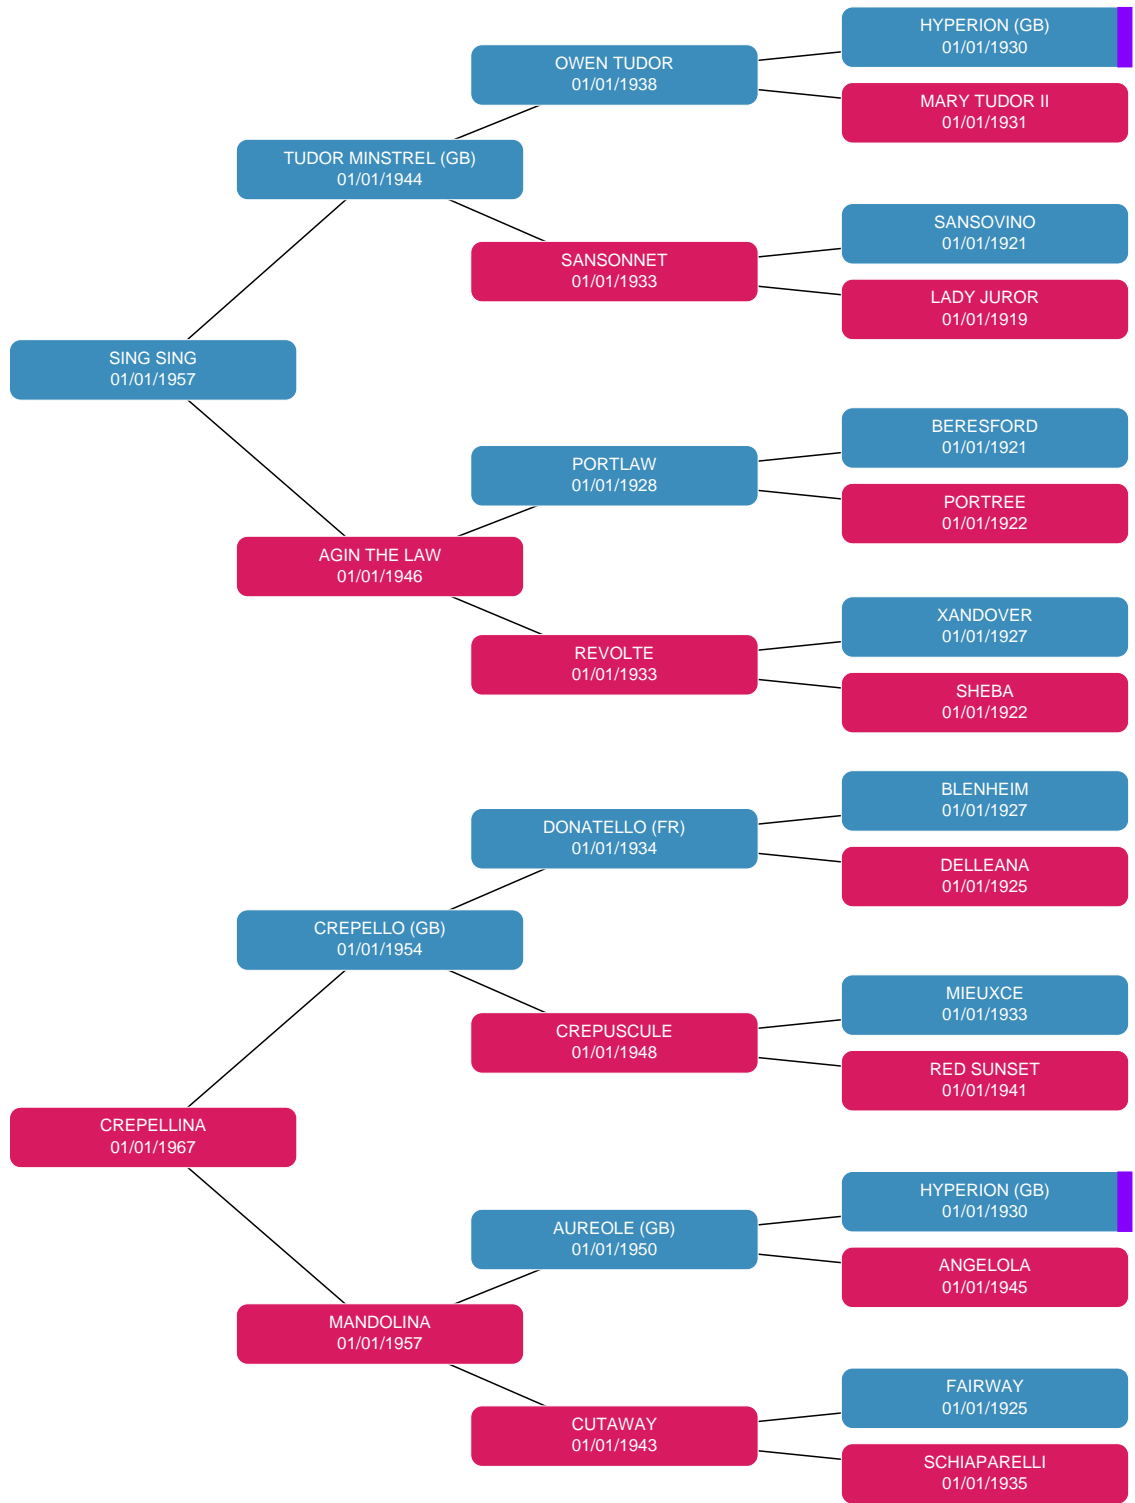 HYPERION (GB)
01/01/1930
OWEN TUDOR
01/01/1938
MARY TUDOR II
01/01/1931
TUDOR MINSTREL (GB)
01/01/1944
SANSOVINO
01/01/1921
SANSONNET
01/01/1933
LADY JUROR
01/01/1919
SING SING
01/01/1957
BERESFORD
01/01/1921
PORTLAW
01/01/1928
PORTREE
01/01/1922
AGIN THE LAW
01/01/1946
XANDOVER
01/01/1927
REVOLTE
01/01/1933
SHEBA
01/01/1922
BLENHEIM
01/01/1927
DONATELLO (FR)
01/01/1934
DELLEANA
01/01/1925
CREPELLO (GB)
01/01/1954
MIEUXCE
01/01/1933
CREPUSCULE
01/01/1948
RED SUNSET
01/01/1941
CREPELLINA
01/01/1967
HYPERION (GB)
01/01/1930
AUREOLE (GB)
01/01/1950
ANGELOLA
01/01/1945
MANDOLINA
01/01/1957
FAIRWAY
01/01/1925
CUTAWAY
01/01/1943
SCHIAPARELLI
01/01/1935